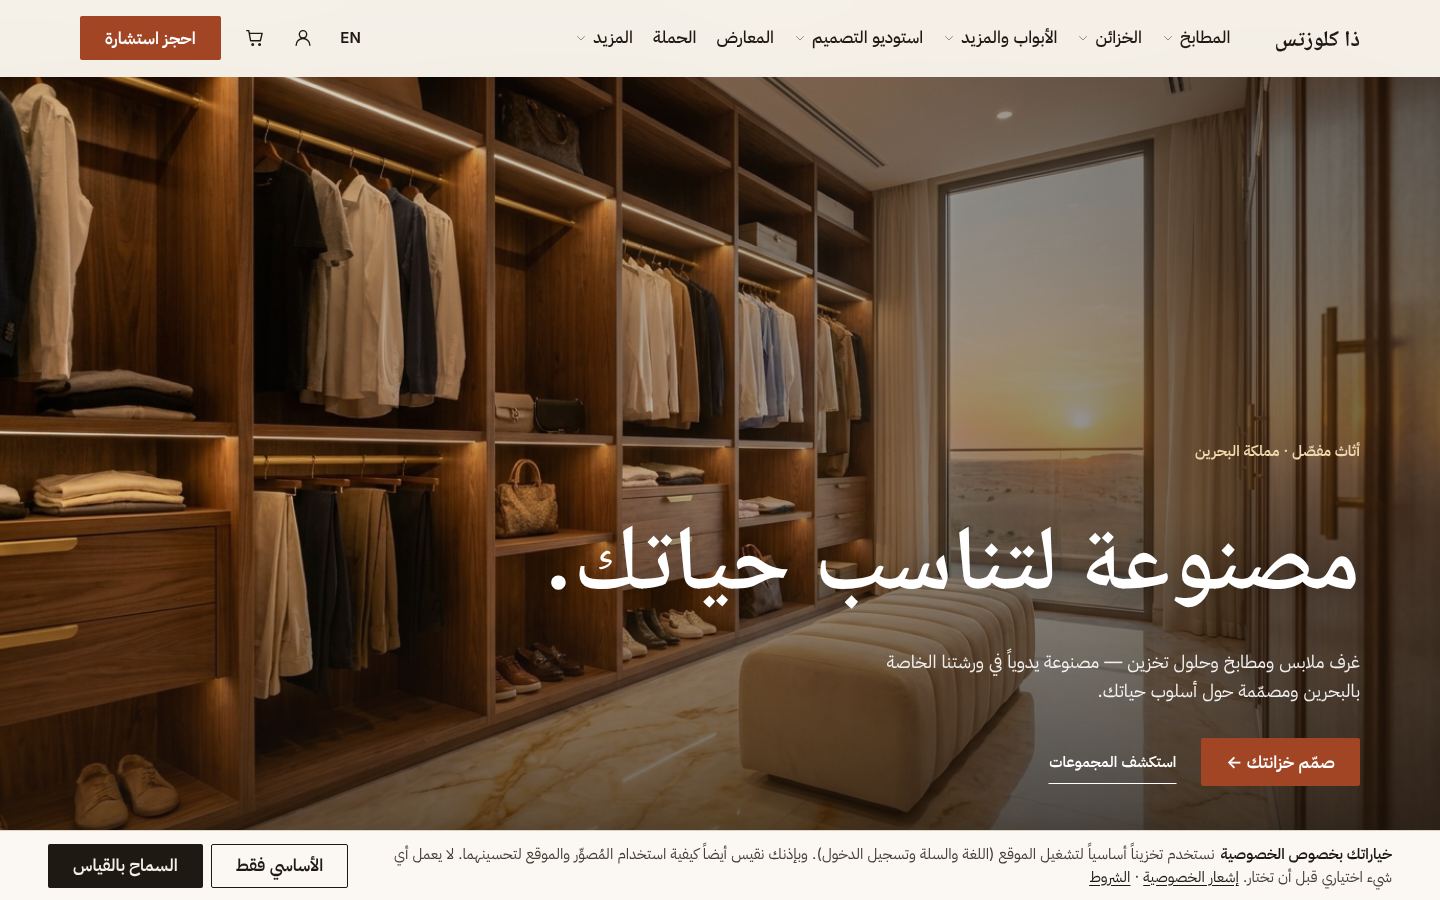 ذا كلوزتس
المطابخ
الخزائن
الأبواب والمزيد
استوديو التصميم
المعارض
الحملة
المزيد
EN
احجز استشارة
أثاث مفصّل · مملكة البحرين
مصنوعة لتناسب حياتك.
غرف ملابس ومطابخ وحلول تخزين — مصنوعة يدوياً في ورشتنا الخاصة
بالبحرين ومصمّمة حول أسلوب حياتك.
صمّم خزانتك ←
استكشف المجموعات
خياراتك بخصوص الخصوصية نستخدم تخزيناً أساسياً لتشغيل الموقع (اللغة والسلة وتسجيل الدخول). وبإذنك نقيس أيضاً كيفية استخدام المُصوِّر والموقع لتحسينهما. لا يعمل أي
شيء اختياري قبل أن تختار. إشعار الخصوصية · الشروط
الأساسي فقط
السماح بالقياس